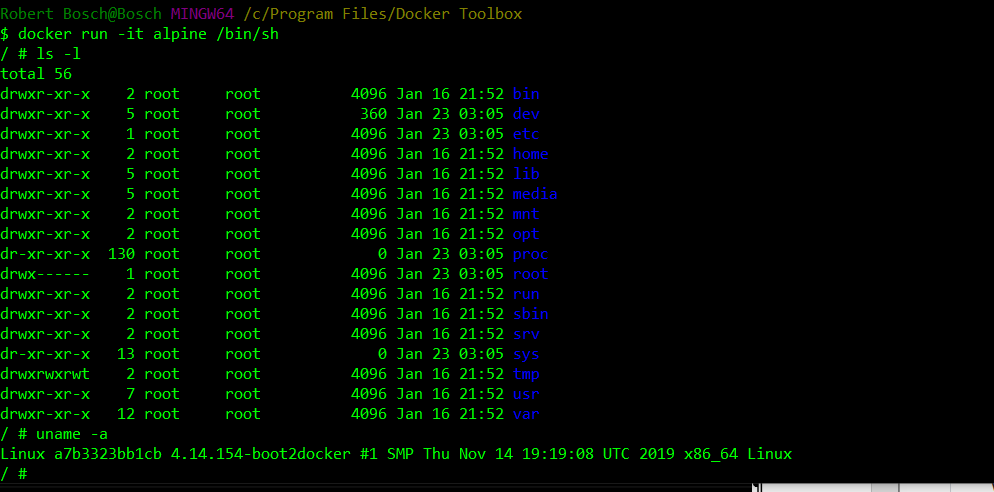 Robert Bosch@Bosch MINGW64 /c/Program Files/Docker Toolbox
$ docker run -it alpine /bin/sh
/ # ls -l
total 56
drwxr-xr-x    2 root     root          4096 Jan 16 21:52 bin
drwxr-xr-x    5 root     root           360 Jan 23 03:05 dev
drwxr-xr-x    1 root     root          4096 Jan 23 03:05 etc
drwxr-xr-x    2 root     root          4096 Jan 16 21:52 home
drwxr-xr-x    5 root     root          4096 Jan 16 21:52 lib
drwxr-xr-x    5 root     root          4096 Jan 16 21:52 media
drwxr-xr-x    2 root     root          4096 Jan 16 21:52 mnt
drwxr-xr-x    2 root     root          4096 Jan 16 21:52 opt
dr-xr-xr-x  130 root     root             0 Jan 23 03:05 proc
drwx------    1 root     root          4096 Jan 23 03:05 root
drwxr-xr-x    2 root     root          4096 Jan 16 21:52 run
drwxr-xr-x    2 root     root          4096 Jan 16 21:52 sbin
drwxr-xr-x    2 root     root          4096 Jan 16 21:52 srv
dr-xr-xr-x   13 root     root             0 Jan 23 03:05 sys
drwxrwxrwt    2 root     root          4096 Jan 16 21:52 tmp
drwxr-xr-x    7 root     root          4096 Jan 16 21:52 usr
drwxr-xr-x   12 root     root          4096 Jan 16 21:52 var
/ # uname -a
Linux a7b3323bb1cb 4.14.154-boot2docker #1 SMP Thu Nov 14 19:19:08 UTC 2019 x86_64 Linux
/ #